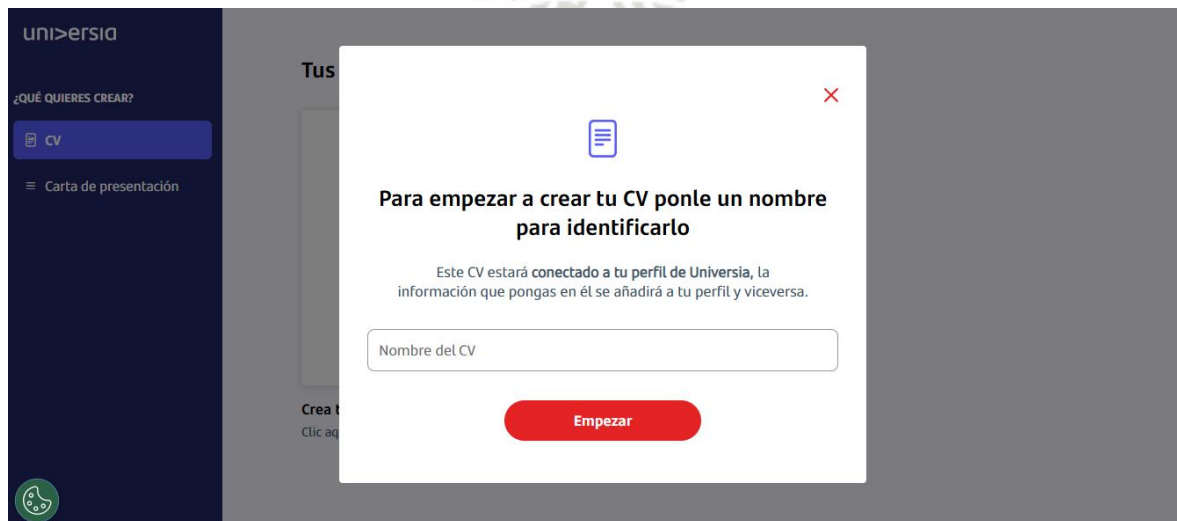 uni>ersia
¿QUÉ QUIERES CREAR?
CV
Carta de presentación
Tus
Crea
Clic
Para empezar a crear tu CV ponle un nombre
para identificarlo
Este CV estará conectado a tu perfil de Universia, la
información que pongas en él se añadirá a tu perfil y viceversa.
Nombre del CV
Empezar